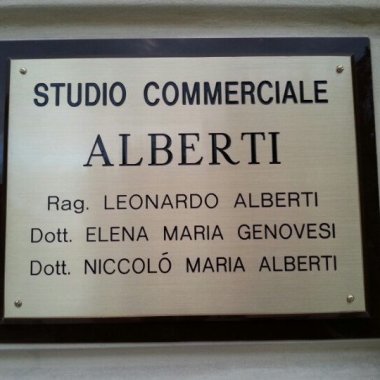 STUDIO COMMERCIALE
ALBERTI
Rag. LEONARDO ALBERTI
Dott. ELENA MARIA GENOVESI
Dott. NICCOLÓ MARIA ALBERTI